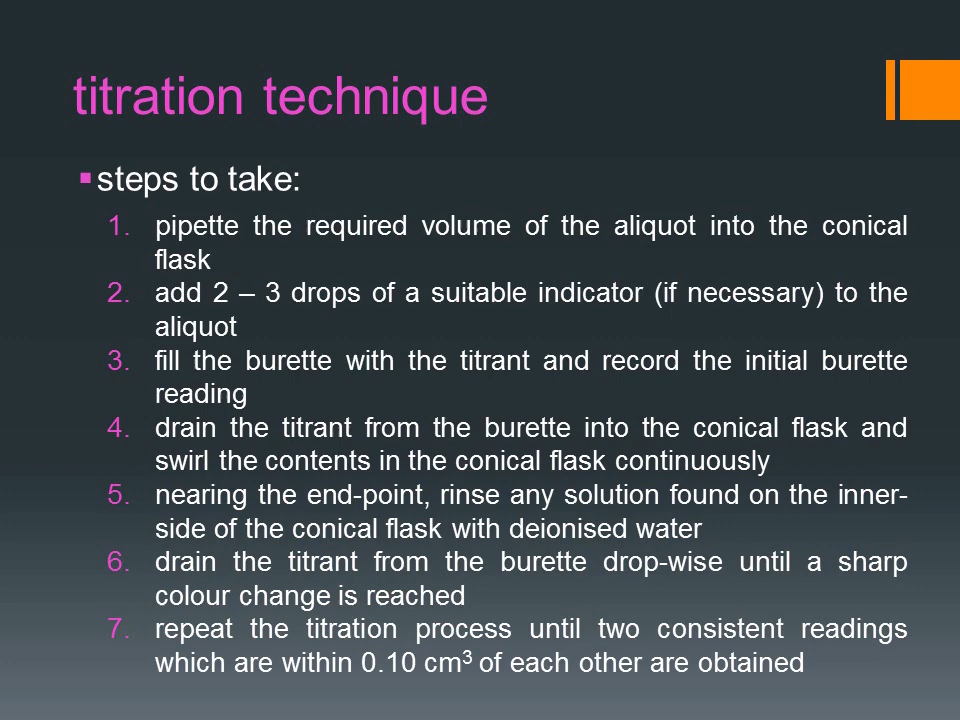 titration technique
steps to take:
1. pipette the required volume of the aliquot into the conical
flask
2. add 2 – 3 drops of a suitable indicator (if necessary) to the
aliquot
3. fill the burette with the titrant and record the initial burette
reading
4. drain the titrant from the burette into the conical flask and
swirl the contents in the conical flask continuously
5. nearing the end-point, rinse any solution found on the inner-
side of the conical flask with deionised water
6. drain the titrant from the burette drop-wise until a sharp
colour change is reached
7. repeat the titration process until two consistent readings
which are within 0.10 cm³ of each other are obtained